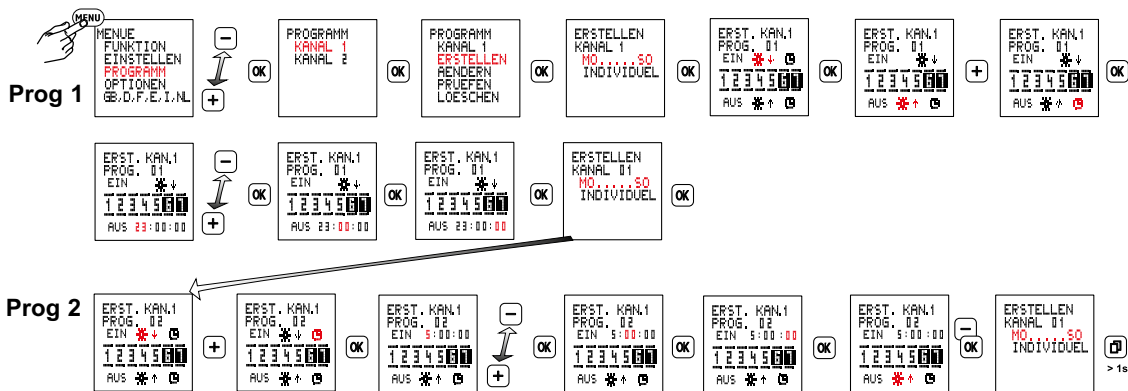 MENU
MENUE
FUNKTION
EINSTELLEN
PROGRAMM
OPTIONEN
GB,D,F,E,I,NL
Prog 1
−
+
OK
PROGRAMM
KANAL 1
KANAL 2
OK
PROGRAMM
KANAL 1
ERSTELLEN
AENDERN
PRUEFEN
LOESCHEN
OK
ERSTELLEN
KANAL 1
MO.....SO
INDIVIDUEL
OK
ERST. KAN.1
PROG. 01
EIN ↓
1 2 3 4 5 6 7
AUS ↑
OK
ERST. KAN.1
PROG. 01
EIN ↓
1 2 3 4 5 6 7
AUS ↑
+
ERST. KAN.1
PROG. 01
EIN ↓
1 2 3 4 5 6 7
AUS ↑
OK
ERST. KAN.1
PROG. 01
EIN ↓
1 2 3 4 5 6 7
AUS 23:00:00
−
+
OK
ERST. KAN.1
PROG. 01
EIN ↓
1 2 3 4 5 6 7
AUS 23:00:00
OK
ERST. KAN.1
PROG. 01
EIN ↓
1 2 3 4 5 6 7
AUS 23:00:00
OK
ERSTELLEN
KANAL 01
MO.....SO
INDIVIDUEL
OK
Prog 2
ERST. KAN.1
PROG. 02
EIN ↓
1 2 3 4 5 6 7
AUS ↑
+
ERST. KAN.1
PROG. 02
EIN ↓
1 2 3 4 5 6 7
AUS ↑
OK
ERST. KAN.1
PROG. 02
EIN 5:00:00
1 2 3 4 5 6 7
AUS ↑
−
+
OK
ERST. KAN.1
PROG. 02
EIN 5:00:00
1 2 3 4 5 6 7
AUS ↑
OK
ERST. KAN.1
PROG. 02
EIN 5:00:00
1 2 3 4 5 6 7
AUS ↑
OK
ERST. KAN.1
PROG. 02
EIN 5:00:00
1 2 3 4 5 6 7
AUS ↑
−
OK
ERSTELLEN
KANAL 01
MO.....SO
INDIVIDUEL
> 1s